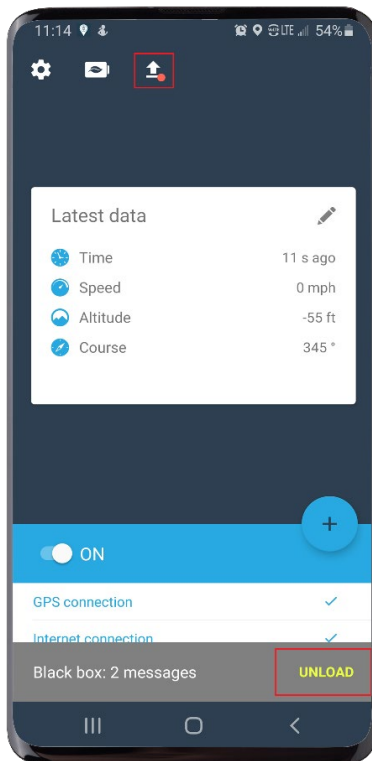 11:14 LTE 54%
Latest data
Time 11 s ago
Speed 0 mph
Altitude -55 ft
Course 345 °
ON
GPS connection
Internet connection
Black box: 2 messages UNLOAD